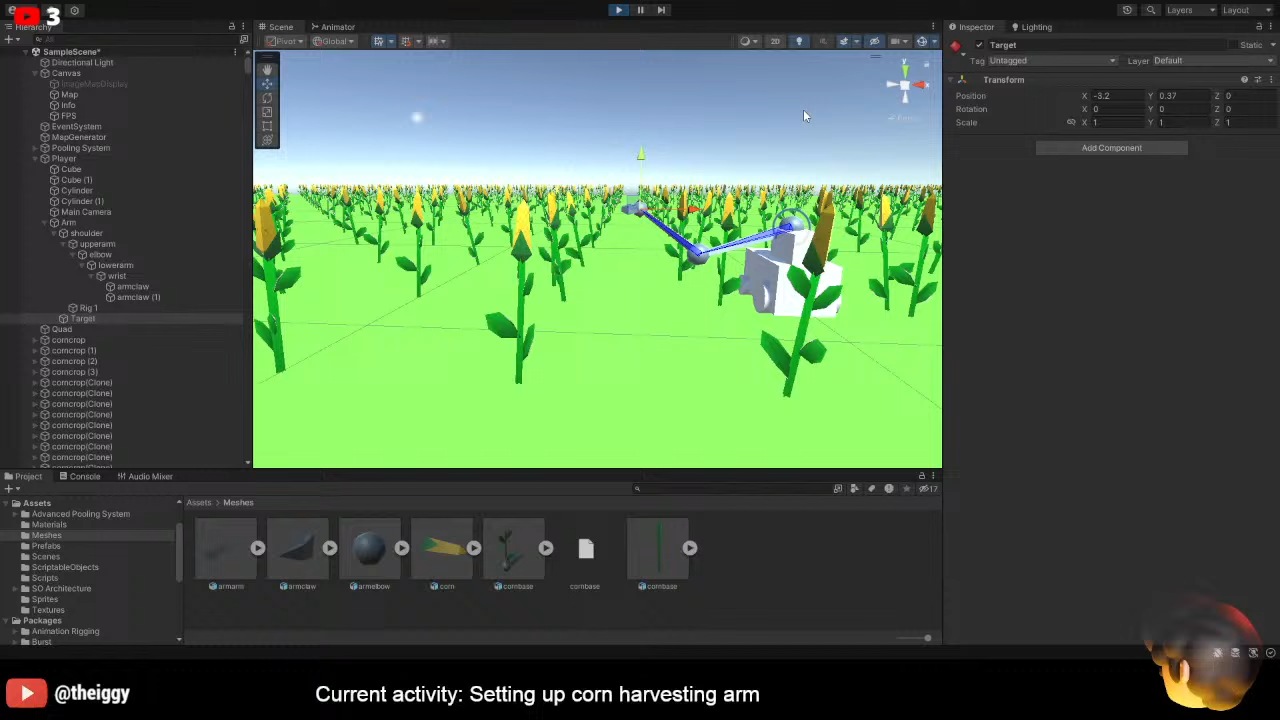 3
Layers
Layout
Hierarchy
All
SampleScene*
Directional Light
Canvas
ImageMapDisplay
Map
Info
FPS
EventSystem
MapGenerator
Pooling System
Player
Cube
Cube (1)
Cylinder
Cylinder (1)
Main Camera
Arm
shoulder
upperarm
elbow
lowerarm
wrist
armclaw
armclaw (1)
Rig 1
Target
Quad
corncrop
corncrop (1)
corncrop (2)
corncrop (3)
corncrop(Clone)
corncrop(Clone)
corncrop(Clone)
corncrop(Clone)
corncrop(Clone)
corncrop(Clone)
corncrop(Clone)
corncrop(Clone)
Scene Animator
Pivot Global 2D
y
x
Persp
Inspector Lighting
Target Static
Tag Untagged Layer Default
Transform
Position X -3.2 Y 0.37 Z 0
Rotation X 0 Y 0 Z 0
Scale X 1 Y 1 Z 1
Add Component
Project Console Audio Mixer
17
Assets
Advanced Pooling System
Materials
Meshes
Prefabs
Scenes
ScriptableObjects
Scripts
SO Architecture
Sprites
Textures
Packages
Animation Rigging
Burst
Assets > Meshes
armarm armclaw armelbow corn cornbase cornbase cornbase
@theiggy
Current activity: Setting up corn harvesting arm